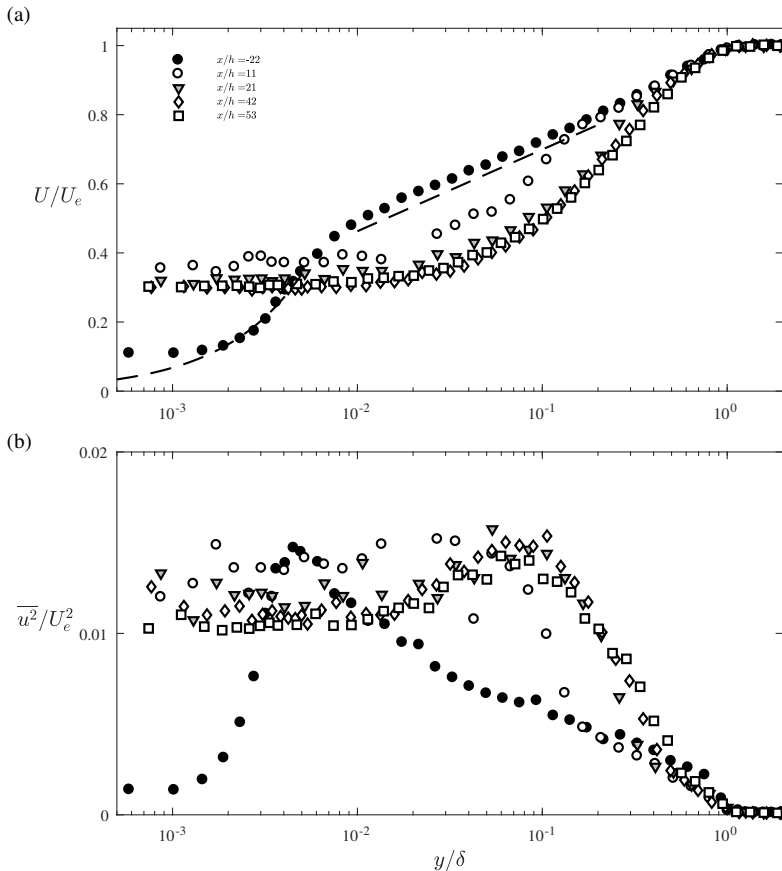 (a)
1
0.8
0.6
0.4
0.2
0
U/U_e
x/h =-22
x/h =11
x/h =21
x/h =42
x/h =53
10^{-3}
10^{-2}
10^{-1}
10^{0}
(b)
0.02
0.01
0
\overline{u^2}/U_e^2
10^{-3}
10^{-2}
10^{-1}
10^{0}
y/δ